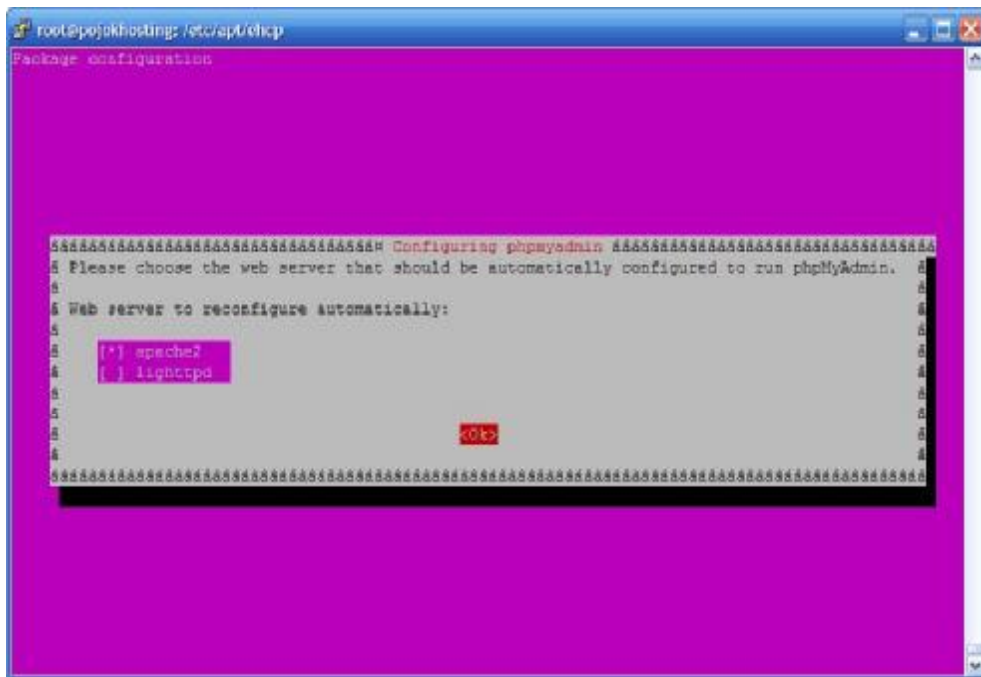 root@pojokhosting: /etc/apt/ehcp
Package configuration
Configuring phpmyadmin
Please choose the web server that should be automatically configured to run phpMyAdmin.
Web server to reconfigure automatically:
[*] apache2
[ ] lighttpd
<Ok>